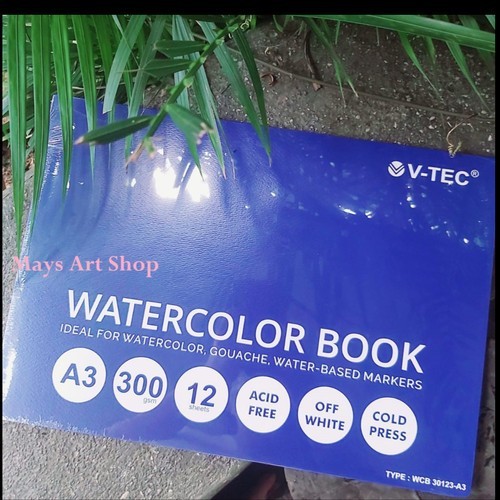 V-TEC®
Mays Art Shop
WATERCOLOR BOOK
IDEAL FOR WATERCOLOR, GOUACHE, WATER-BASED MARKERS
A3
300
gsm
12
sheets
ACID
FREE
OFF
WHITE
COLD
PRESS
TYPE : WCB 30123-A3